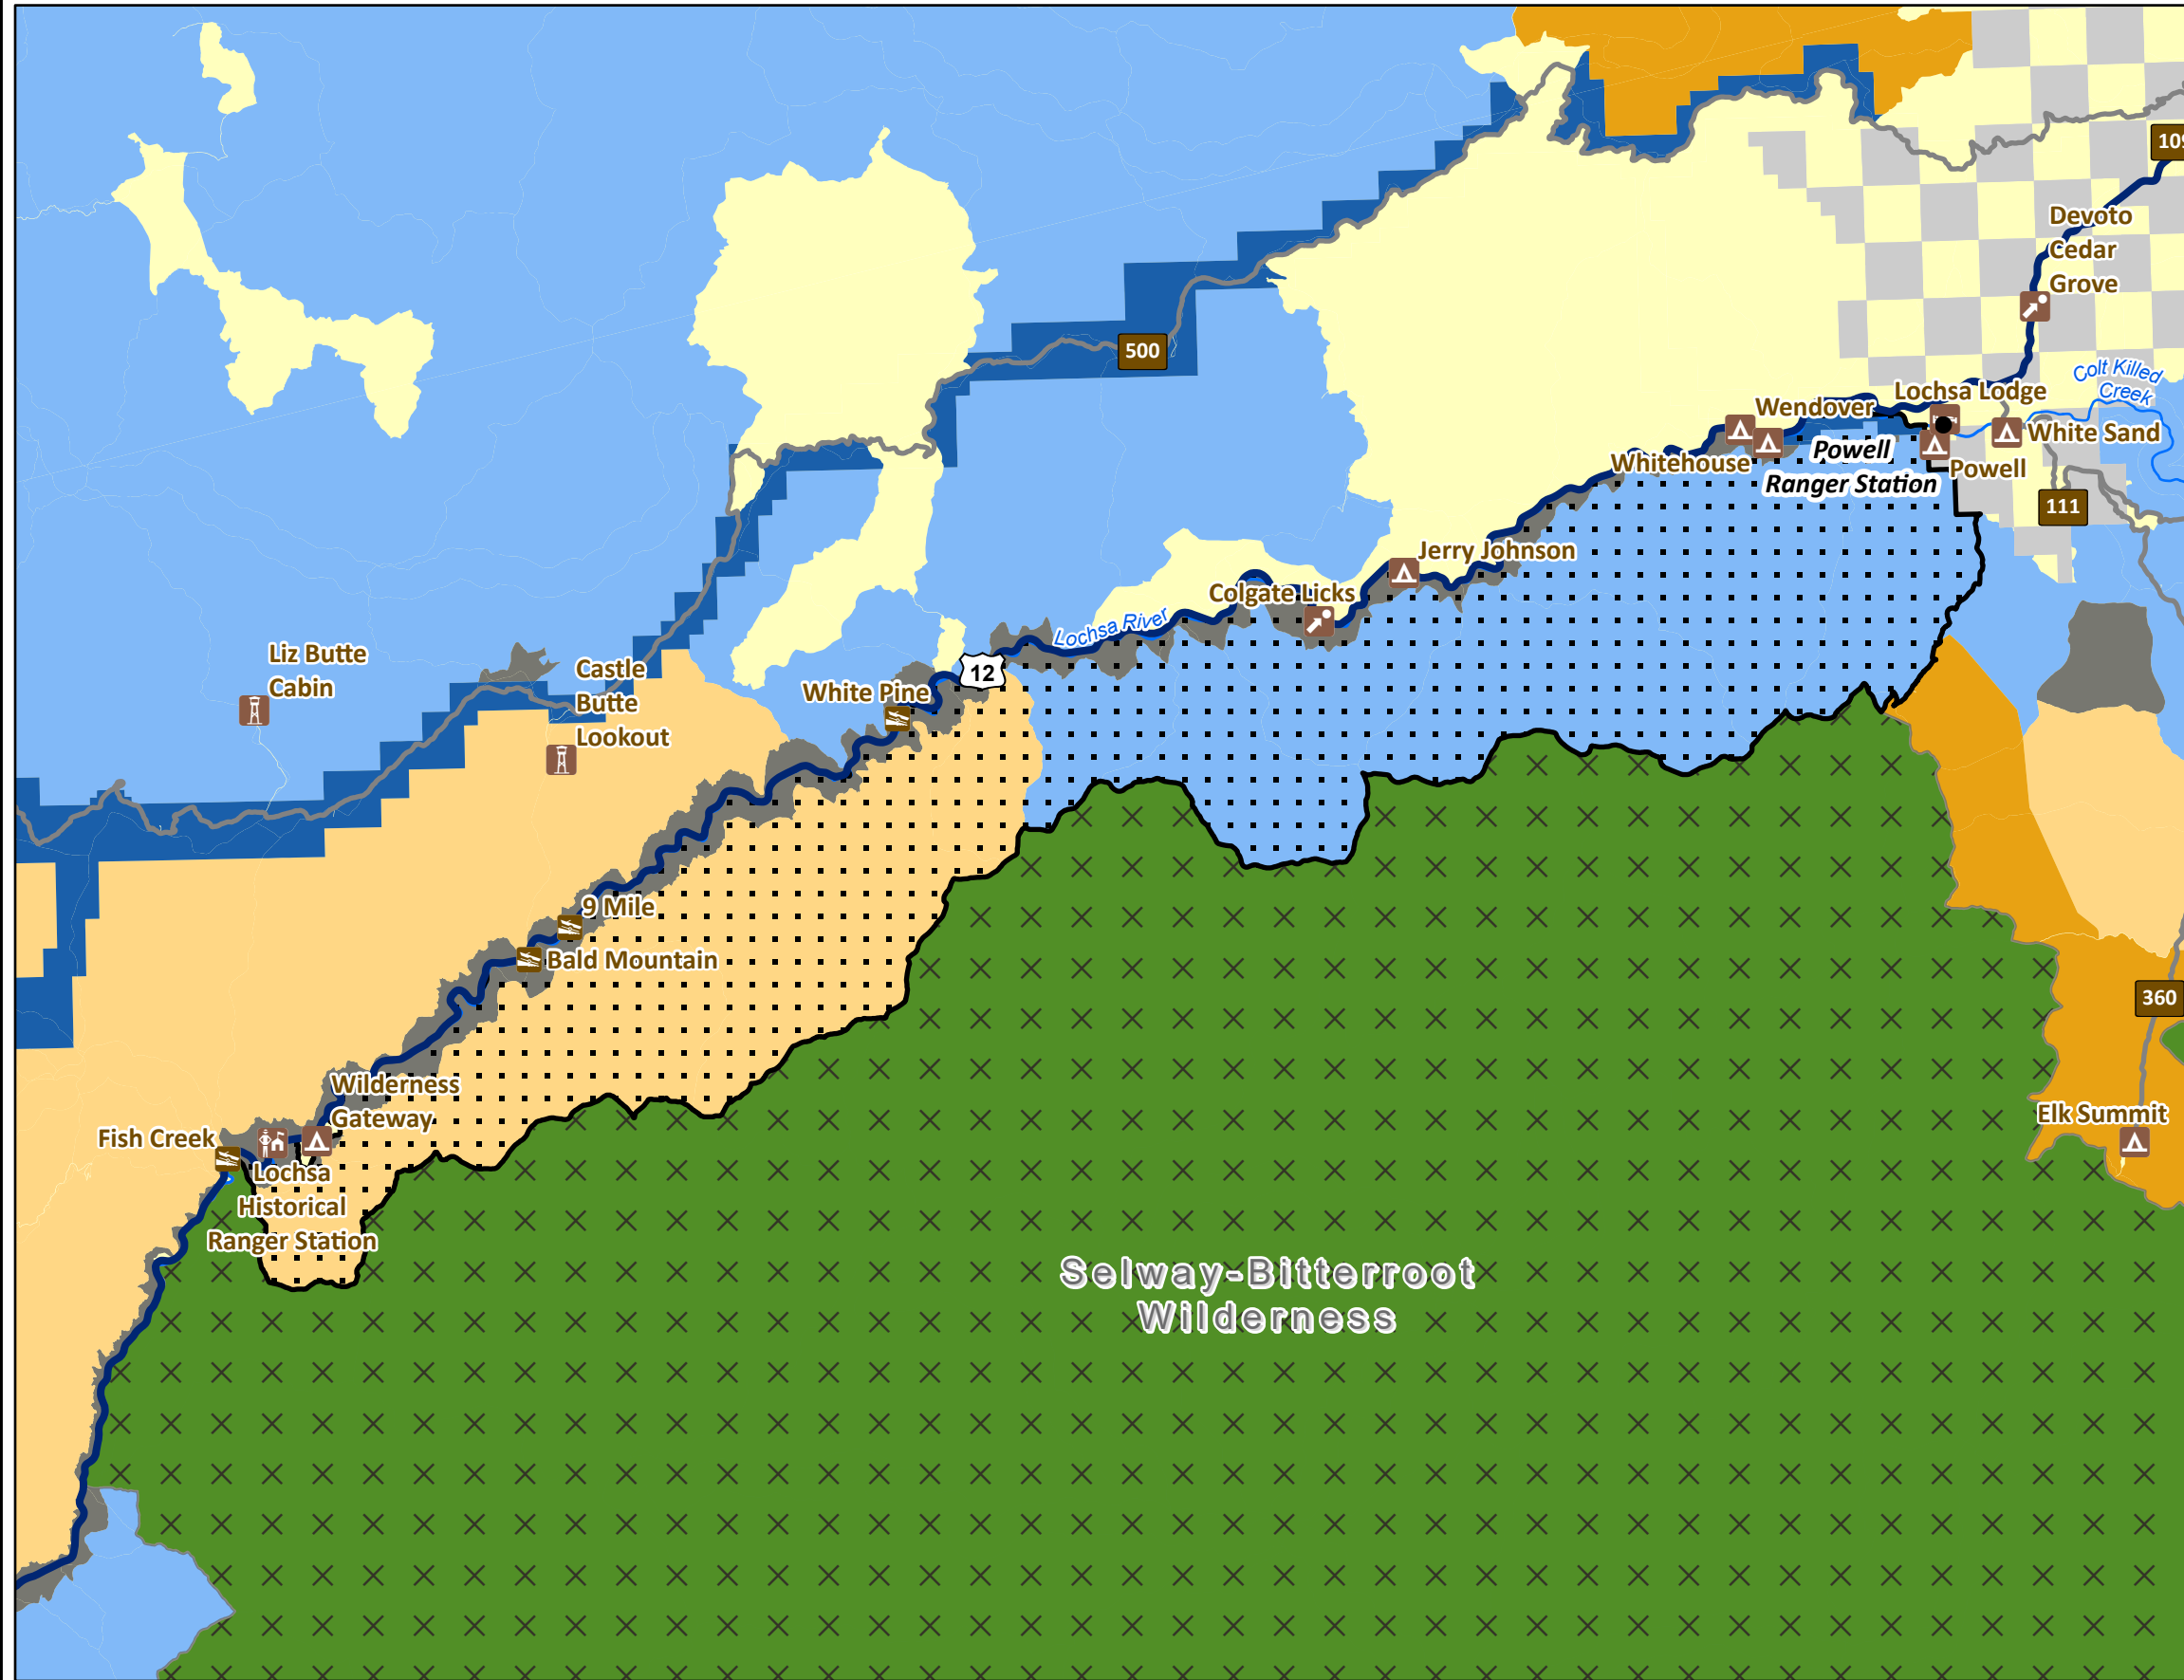 109
Devoto
Cedar
Grove
500
Colt Killed
Creek
Lochsa Lodge
Wendover
White Sand
Powell
Ranger Station
Whitehouse
Powell
111
Jerry Johnson
Colgate Licks
Lochsa River
12
White Pine
Liz Butte
Cabin
Castle
Butte
Lookout
9 Mile
Bald Mountain
360
Wilderness
Gateway
Elk Summit
Fish Creek
Lochsa
Historical
Ranger Station
Selway-Bitterroot
Wilderness